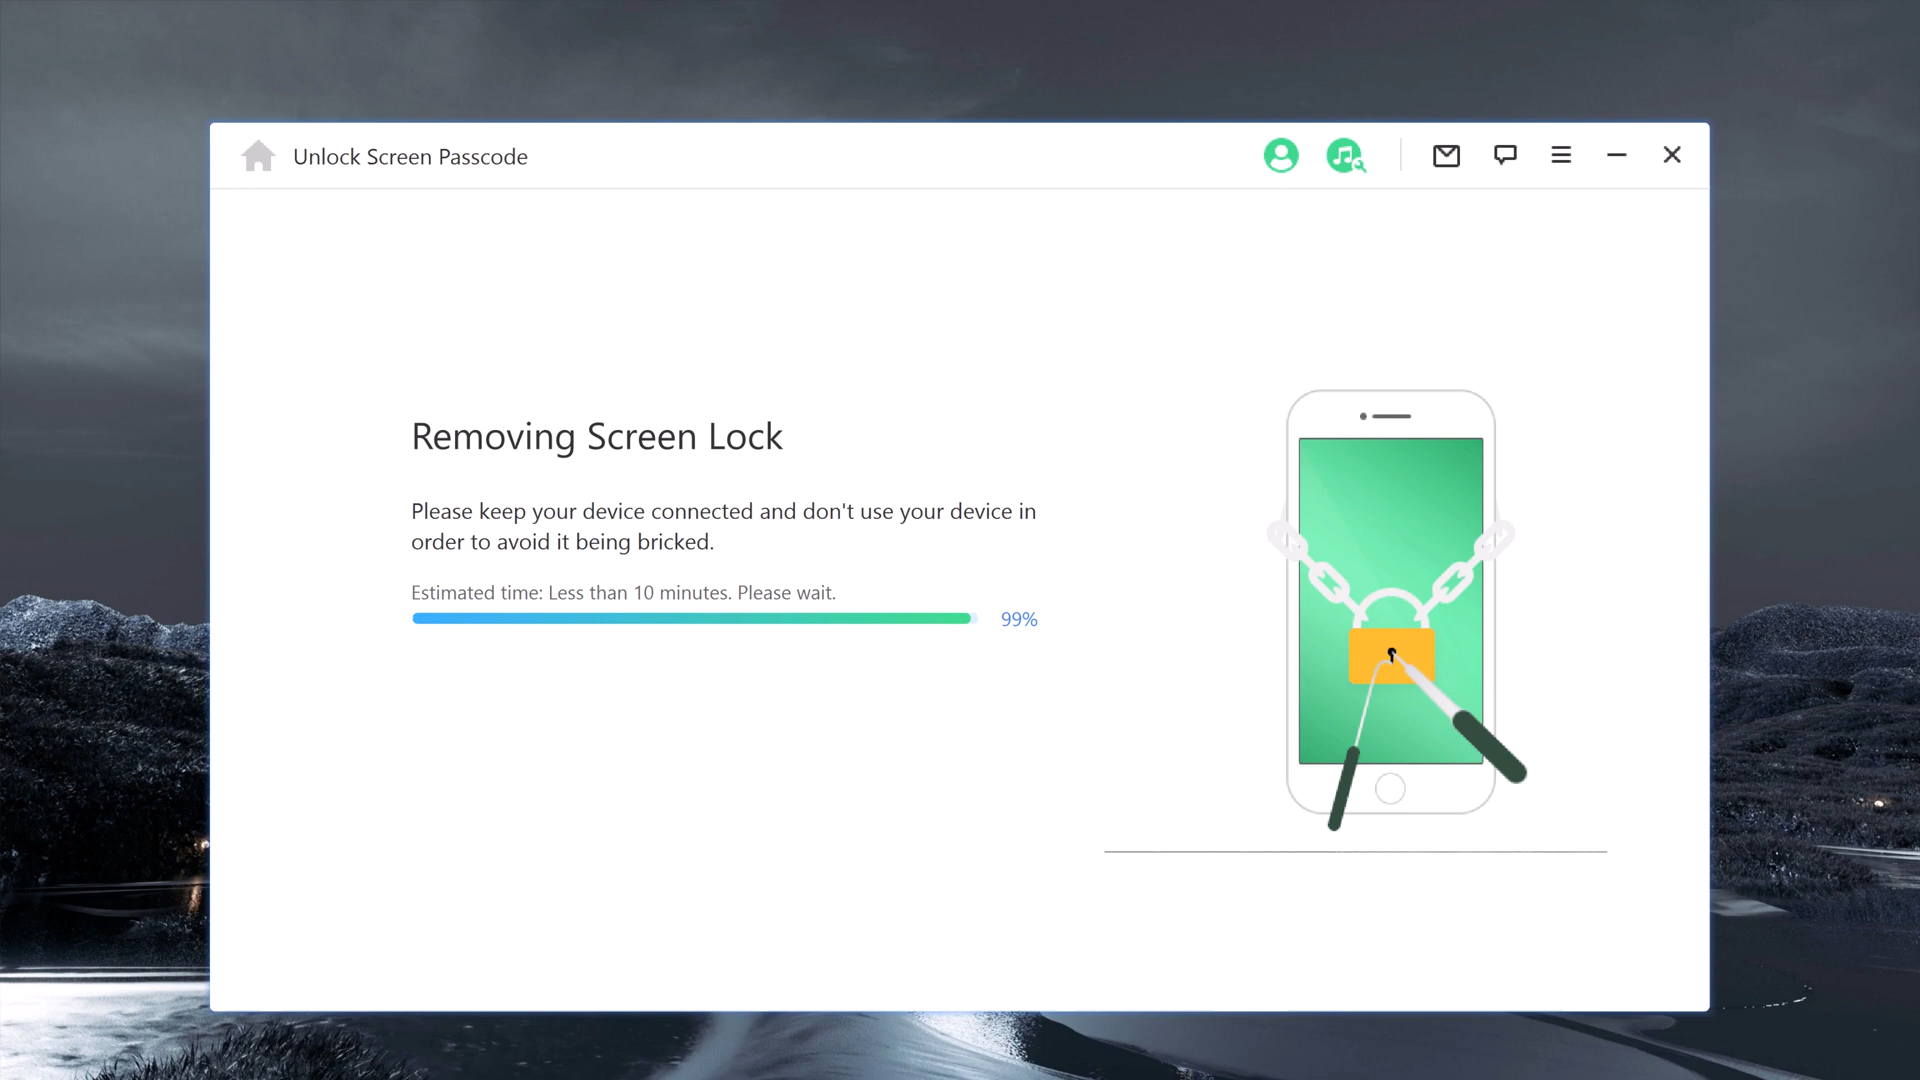 Unlock Screen Passcode
Removing Screen Lock
Please keep your device connected and don't use your device in
order to avoid it being bricked.
Estimated time: Less than 10 minutes. Please wait.
99%